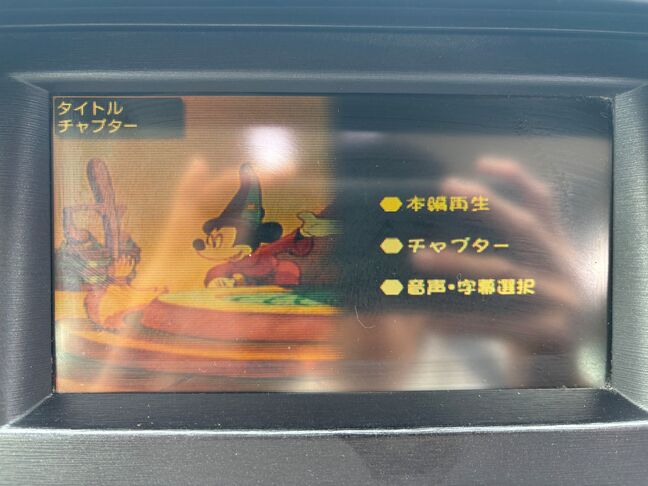 タイトル
チャプター
本編再生
チャプター
音声・字幕選択